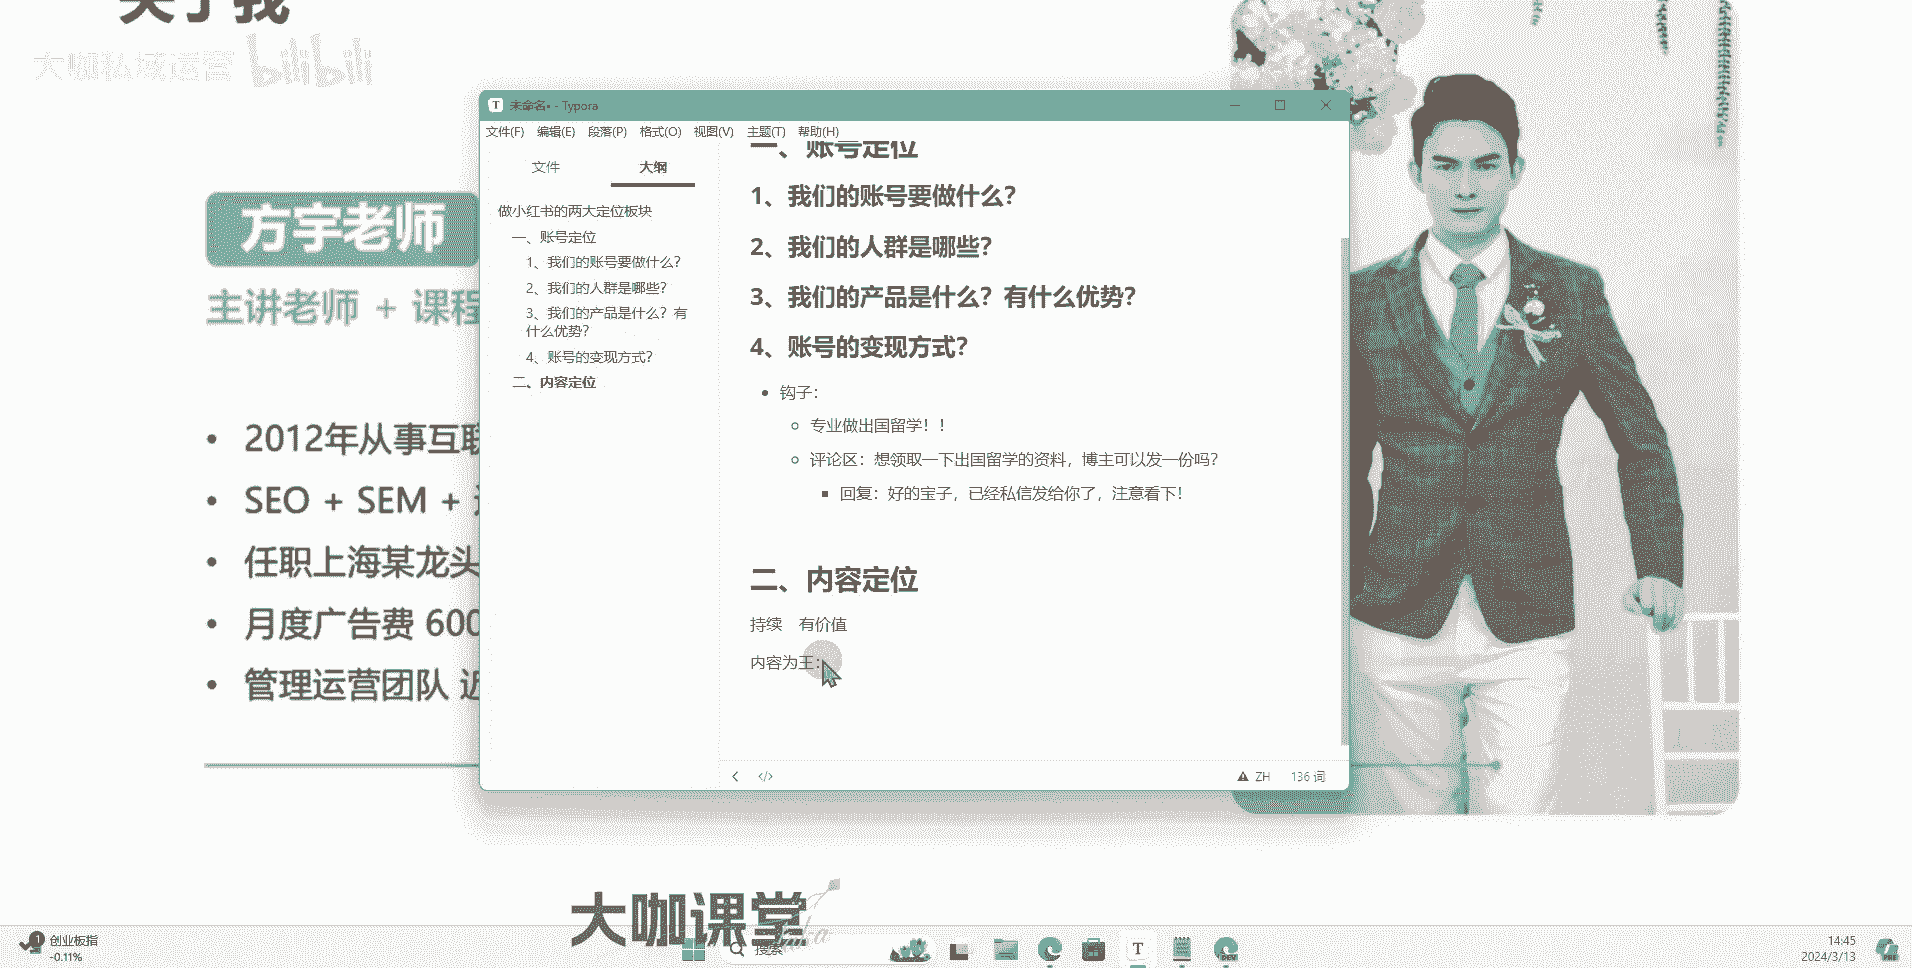 关于我
大咖私域运营 bilibili
方宇老师
主讲老师 + 课程
2012年从事互联
SEO + SEM +
任职上海某龙头
月度广告费 600
管理运营团队 近
未命名• - Typora
文件(F) 编辑(E) 段落(P) 格式(O) 视图(V) 主题(T) 帮助(H)
文件 大纲
做小红书的两大定位板块
一、账号定位
1、我们的账号要做什么？
2、我们的人群是哪些？
3、我们的产品是什么？有
什么优势？
4、账号的变现方式？
二、内容定位
一、账号定位
1、我们的账号要做什么？
2、我们的人群是哪些？
3、我们的产品是什么？有什么优势？
4、账号的变现方式？
钩子：
专业做出国留学！！
评论区：想领取一下出国留学的资料，博主可以发一份吗？
回复：好的宝子，已经私信发给你了，注意看下！
二、内容定位
持续 有价值
内容为王：
ZH 136 词
大咖课堂
创业板指
-0.11%
搜索
14:45
2024/3/13